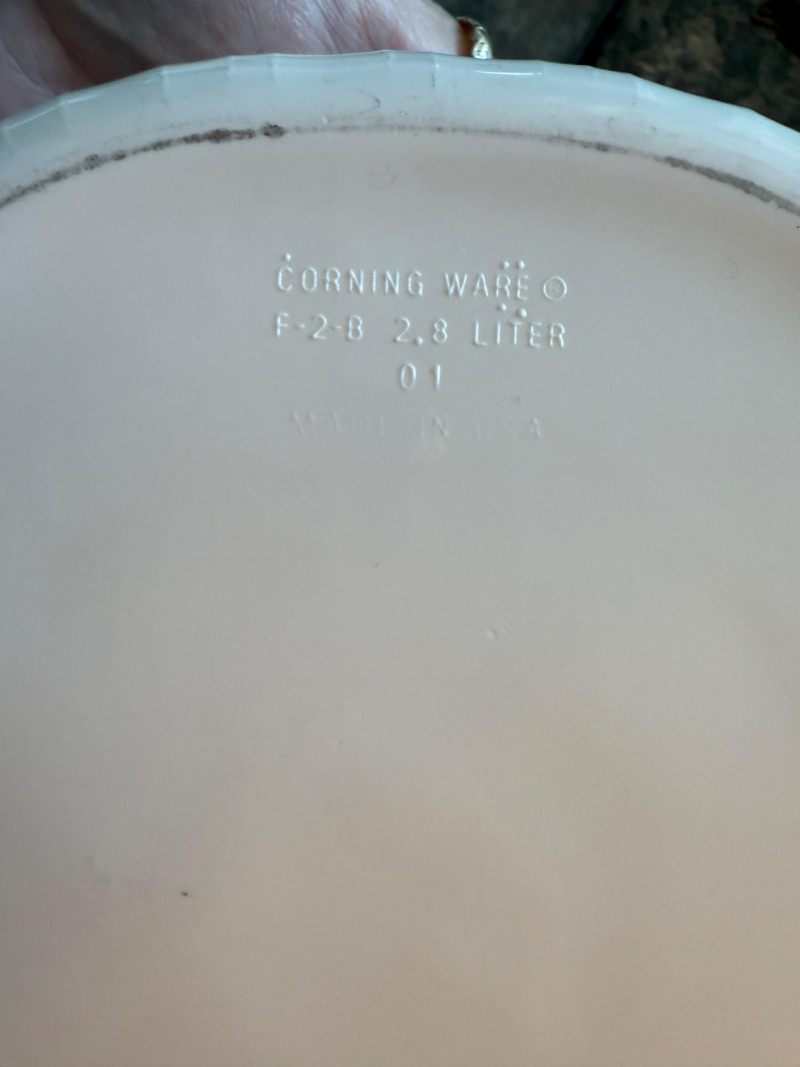 CORNING WARE ©
F-2-B 2.8 LITER
01
MADE IN USA